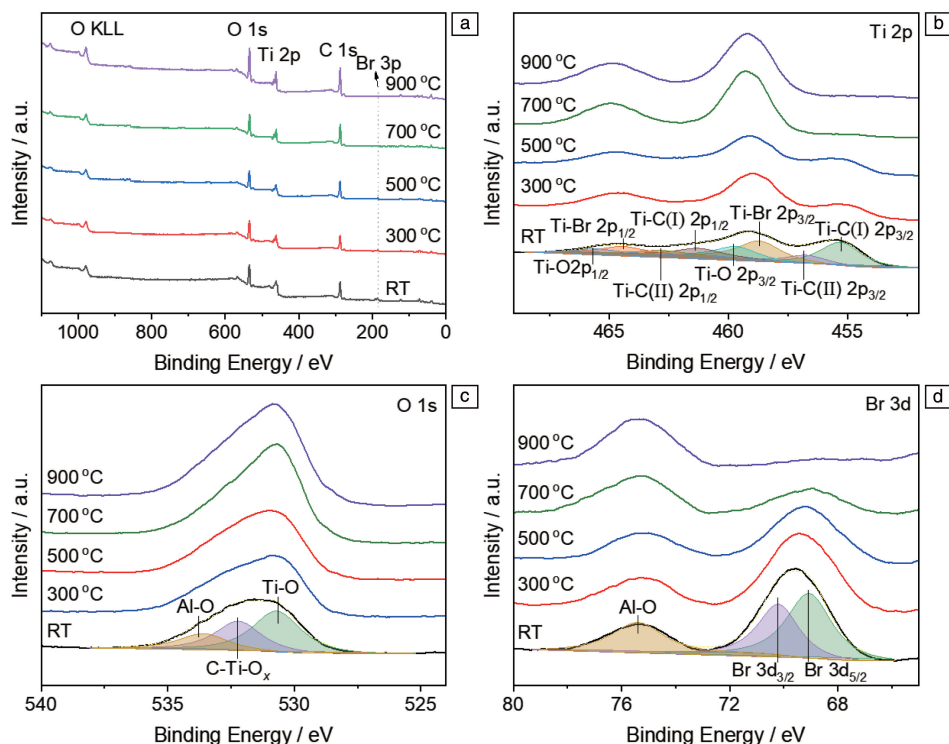 a
O KLL
O 1s
Ti 2p
C 1s
Br 3p
900 °C
700 °C
500 °C
300 °C
RT
Intensity / a.u.
1000 800 600 400 200 0
Binding Energy / eV
b
Ti 2p
900 °C
700 °C
500 °C
300 °C
RT
Ti-Br 2p1/2
Ti-C(I) 2p1/2
Ti-Br 2p3/2
Ti-C(I) 2p3/2
Ti-O2p1/2
Ti-C(II) 2p1/2
Ti-O 2p3/2
Ti-C(II) 2p3/2
Intensity / a.u.
465 460 455
Binding Energy / eV
c
O 1s
900 °C
700 °C
500 °C
300 °C
RT
Al-O
Ti-O
C-Ti-Ox
Intensity / a.u.
540 535 530 525
Binding Energy / eV
d
Br 3d
900 °C
700 °C
500 °C
300 °C
RT
Al-O
Br 3d3/2
Br 3d5/2
Intensity / a.u.
80 76 72 68
Binding Energy / eV